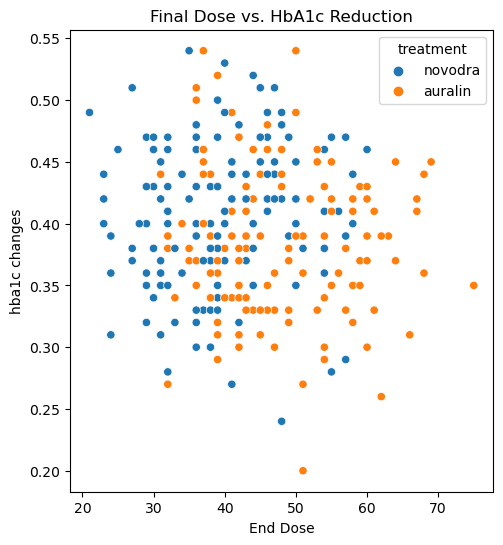 Final Dose vs. HbA1c Reduction
treatment
novodra
auralin
hba1c changes
0.55
0.50
0.45
0.40
0.35
0.30
0.25
0.20
20 30 40 50 60 70
End Dose